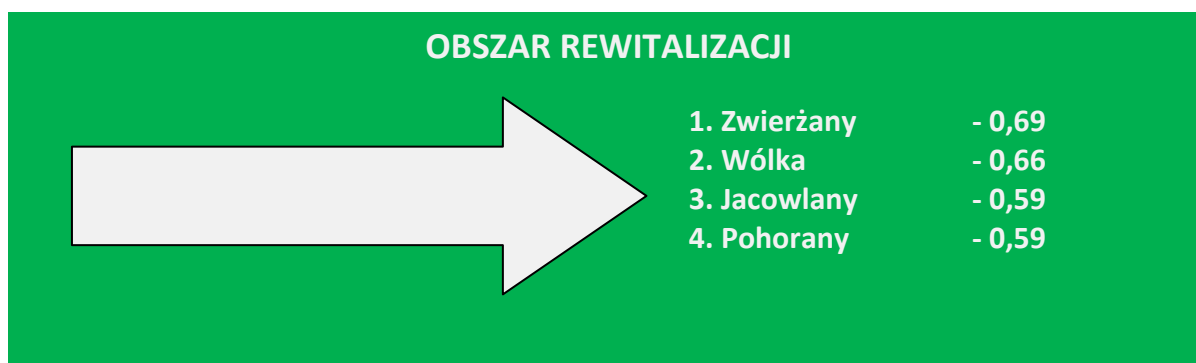 OBSZAR REWITALIZACJI
1. Zwierżany - 0,69
2. Wólka - 0,66
3. Jacowlany - 0,59
4. Pohorany - 0,59